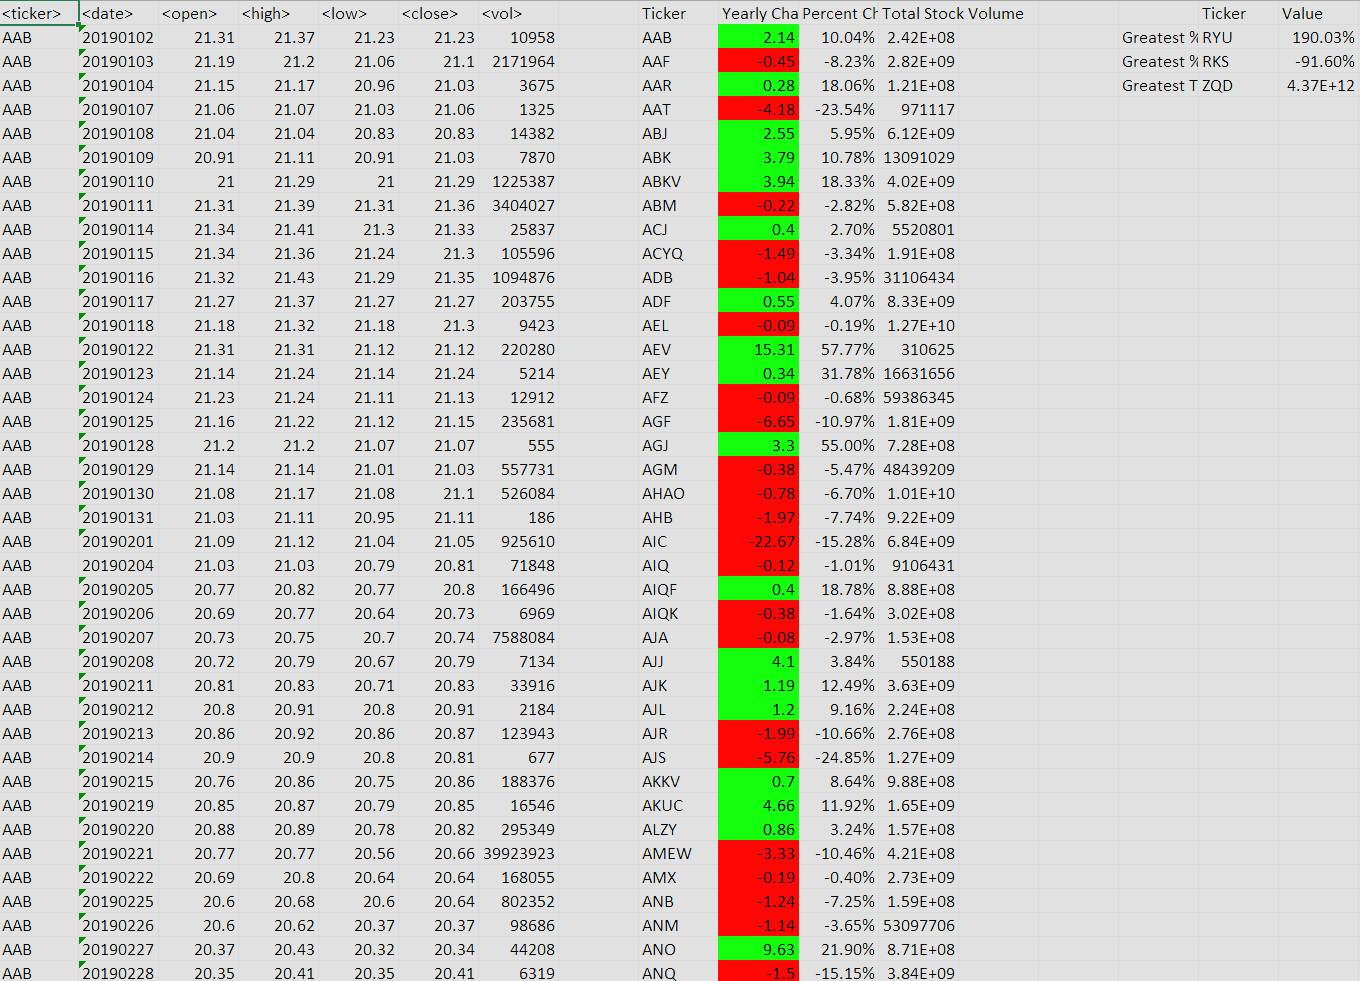 <ticker> <date> <open> <high> <low> <close> <vol> Ticker Yearly Cha Percent Ch Total Stock Volume Ticker Value
AAB 20190102 21.31 21.37 21.23 21.23 10958 AAB 2.14 10.04% 2.42E+08 Greatest % RYU 190.03%
AAB 20190103 21.19 21.2 21.06 21.1 2171964 AAF -0.45 -8.23% 2.82E+09 Greatest % RKS -91.60%
AAB 20190104 21.15 21.17 20.96 21.03 3675 AAR 0.28 18.06% 1.21E+08 Greatest T ZQD 4.37E+12
AAB 20190107 21.06 21.07 21.03 21.06 1325 AAT -4.18 -23.54% 971117
AAB 20190108 21.04 21.04 20.83 20.83 14382 ABJ 2.55 5.95% 6.12E+09
AAB 20190109 20.91 21.11 20.91 21.03 7870 ABK 3.79 10.78% 13091029
AAB 20190110 21 21.29 21 21.29 1225387 ABKV 3.94 18.33% 4.02E+09
AAB 20190111 21.31 21.39 21.31 21.36 3404027 ABM -0.22 -2.82% 5.82E+08
AAB 20190114 21.34 21.41 21.3 21.33 25837 ACJ 0.4 2.70% 5520801
AAB 20190115 21.34 21.36 21.24 21.3 105596 ACYQ -1.49 -3.34% 1.91E+08
AAB 20190116 21.32 21.43 21.29 21.35 1094876 ADB -1.04 -3.95% 31106434
AAB 20190117 21.27 21.37 21.27 21.27 203755 ADF 0.55 4.07% 8.33E+09
AAB 20190118 21.18 21.32 21.18 21.3 9423 AEL -0.09 -0.19% 1.27E+10
AAB 20190122 21.31 21.31 21.12 21.12 220280 AEV 15.31 57.77% 310625
AAB 20190123 21.14 21.24 21.14 21.24 5214 AEY 0.34 31.78% 16631656
AAB 20190124 21.23 21.24 21.11 21.13 12912 AFZ -0.09 -0.68% 59386345
AAB 20190125 21.16 21.22 21.12 21.15 235681 AGF -6.65 -10.97% 1.81E+09
AAB 20190128 21.2 21.2 21.07 21.07 555 AGJ 3.3 55.00% 7.28E+08
AAB 20190129 21.14 21.14 21.01 21.03 557731 AGM -0.38 -5.47% 48439209
AAB 20190130 21.08 21.17 21.08 21.1 526084 AHAO -0.78 -6.70% 1.01E+10
AAB 20190131 21.03 21.11 20.95 21.11 186 AHB -1.97 -7.74% 9.22E+09
AAB 20190201 21.09 21.12 21.04 21.05 925610 AIC -22.67 -15.28% 6.84E+09
AAB 20190204 21.03 21.03 20.79 20.81 71848 AIQ -0.12 -1.01% 9106431
AAB 20190205 20.77 20.82 20.77 20.8 166496 AIQF 0.4 18.78% 8.88E+08
AAB 20190206 20.69 20.77 20.64 20.73 6969 AIQK -0.38 -1.64% 3.02E+08
AAB 20190207 20.73 20.75 20.7 20.74 7588084 AJA -0.08 -2.97% 1.53E+08
AAB 20190208 20.72 20.79 20.67 20.79 7134 AJJ 4.1 3.84% 550188
AAB 20190211 20.81 20.83 20.71 20.83 33916 AJK 1.19 12.49% 3.63E+09
AAB 20190212 20.8 20.91 20.8 20.91 2184 AJL 1.2 9.16% 2.24E+08
AAB 20190213 20.86 20.92 20.86 20.87 123943 AJR -1.99 -10.66% 2.76E+08
AAB 20190214 20.9 20.9 20.8 20.81 677 AJS -5.76 -24.85% 1.27E+09
AAB 20190215 20.76 20.86 20.75 20.86 188376 AKKV 0.7 8.64% 9.88E+08
AAB 20190219 20.85 20.87 20.79 20.85 16546 AKUC 4.66 11.92% 1.65E+09
AAB 20190220 20.88 20.89 20.78 20.82 295349 ALZY 0.86 3.24% 1.57E+08
AAB 20190221 20.77 20.77 20.56 20.66 39923923 AMEW -3.33 -10.46% 4.21E+08
AAB 20190222 20.69 20.8 20.64 20.64 168055 AMX -0.19 -0.40% 2.73E+09
AAB 20190225 20.6 20.68 20.6 20.64 802352 ANB -1.24 -7.25% 1.59E+08
AAB 20190226 20.6 20.62 20.37 20.37 98686 ANM -1.14 -3.65% 53097706
AAB 20190227 20.37 20.43 20.32 20.34 44208 ANO 9.63 21.90% 8.71E+08
AAB 20190228 20.35 20.41 20.35 20.41 6319 ANQ -1.5 -15.15% 3.84E+09